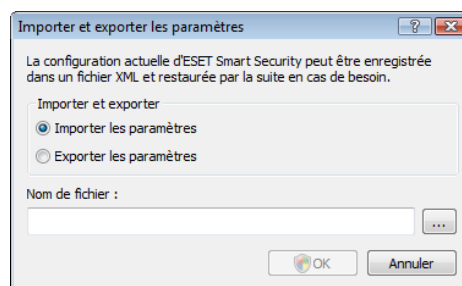 Importer et exporter les paramètres
La configuration actuelle d'ESET Smart Security peut être enregistrée
dans un fichier XML et restaurée par la suite en cas de besoin.
Importer et exporter
Importer les paramètres
Exporter les paramètres
Nom de fichier :
...
OK
Annuler